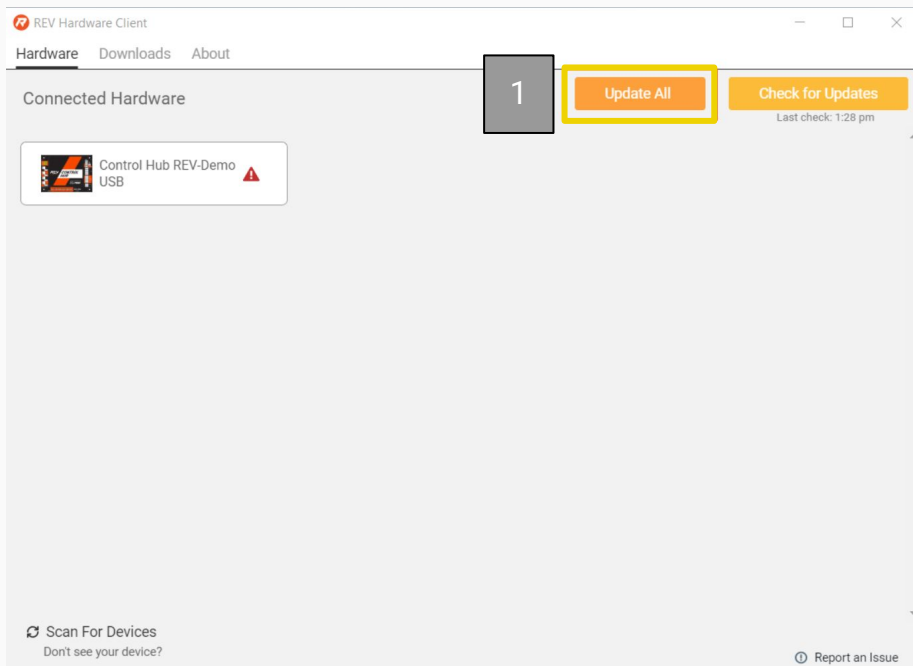 REV Hardware Client
Hardware Downloads About
Connected Hardware
1
Update All
Check for Updates
Last check: 1:28 pm
Control Hub REV-Demo
USB
Scan For Devices
Don't see your device?
Report an Issue